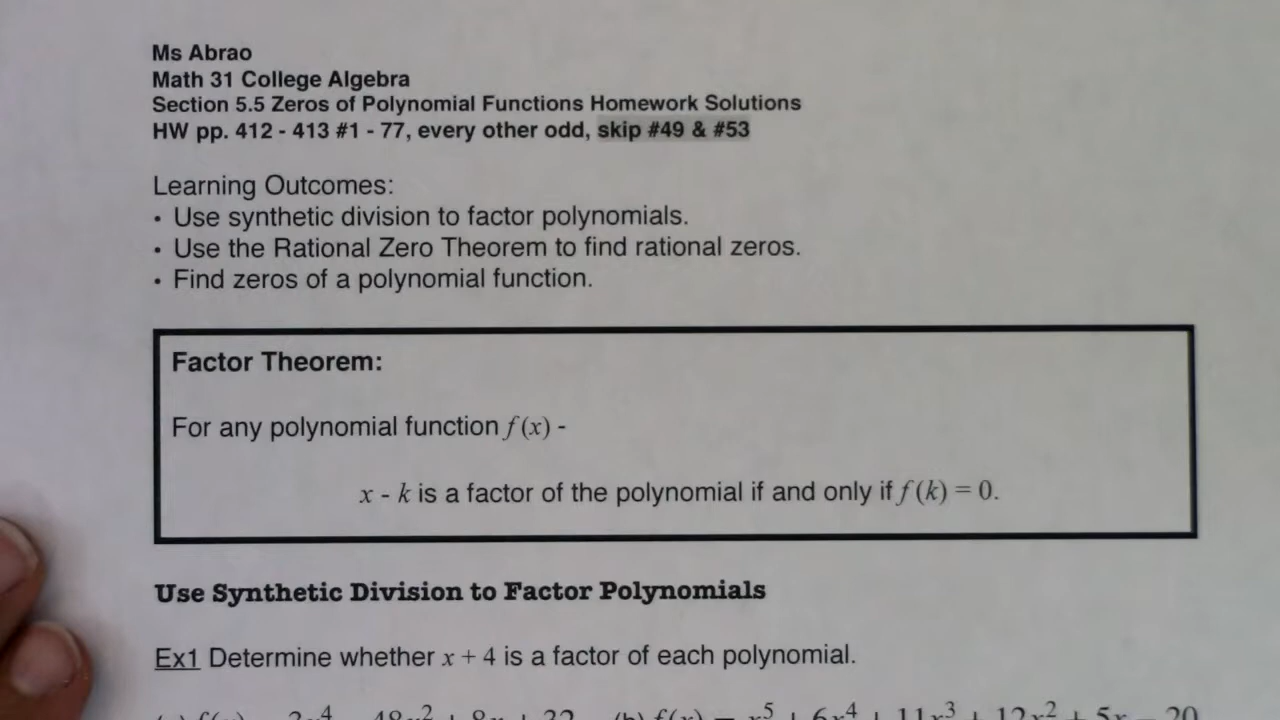 Ms Abrao
Math 31 College Algebra
Section 5.5 Zeros of Polynomial Functions Homework Solutions
HW pp. 412 - 413 #1 - 77, every other odd, skip #49 & #53
Learning Outcomes:
• Use synthetic division to factor polynomials.
• Use the Rational Zero Theorem to find rational zeros.
• Find zeros of a polynomial function.
Factor Theorem:
For any polynomial function f(x) -
x - k is a factor of the polynomial if and only if f(k) = 0.
Use Synthetic Division to Factor Polynomials
Ex1 Determine whether x + 4 is a factor of each polynomial.